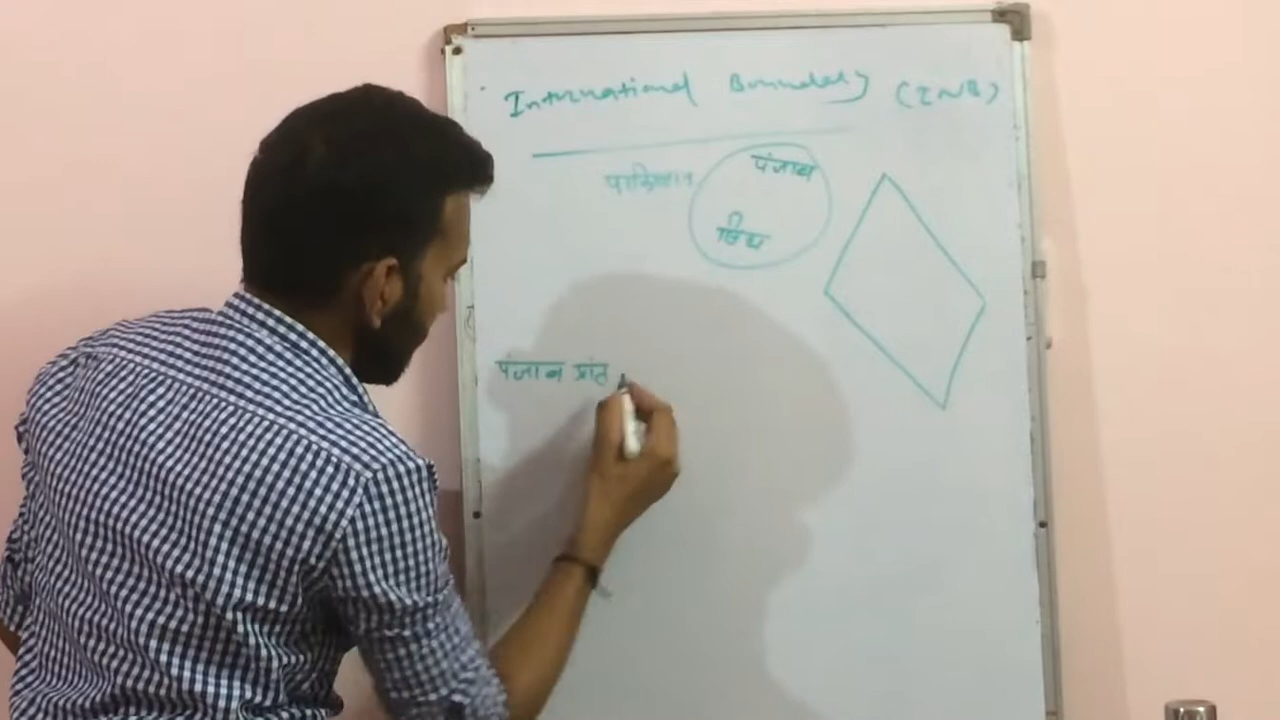 International Boundary (INB)
पाकिस्तान पंजाब
सिंध
पंजाब प्रांत